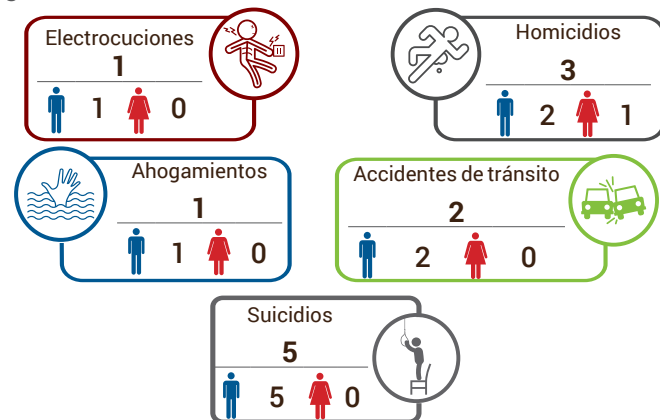 Electrocuciones
1
1 0
Homicidios
3
2 1
Ahogamientos
1
1 0
Accidentes de tránsito
2
2 0
Suicidios
5
5 0